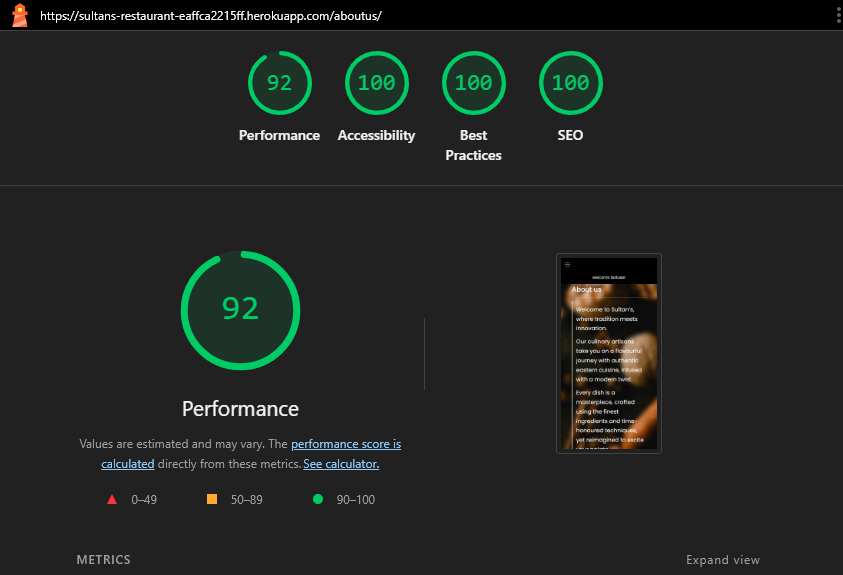 https://sultans-restaurant-eaffca2215ff.herokuapp.com/aboutus/
92
100
100
100
Performance
Accessibility
Best
Practices
SEO
92
Performance
Values are estimated and may vary. The performance score is
calculated directly from these metrics. See calculator.
0–49
50–89
90–100
welcome testuser
About us
Welcome to Sultan's,
where tradition meets
innovation.
Our culinary artisans
take you on a flavourful
journey with authentic
eastern cuisine, infused
with a modern twist.
Every dish is a
masterpiece, crafted
using the finest
ingredients and time-
honoured techniques,
yet reimagined to excite
METRICS
Expand view